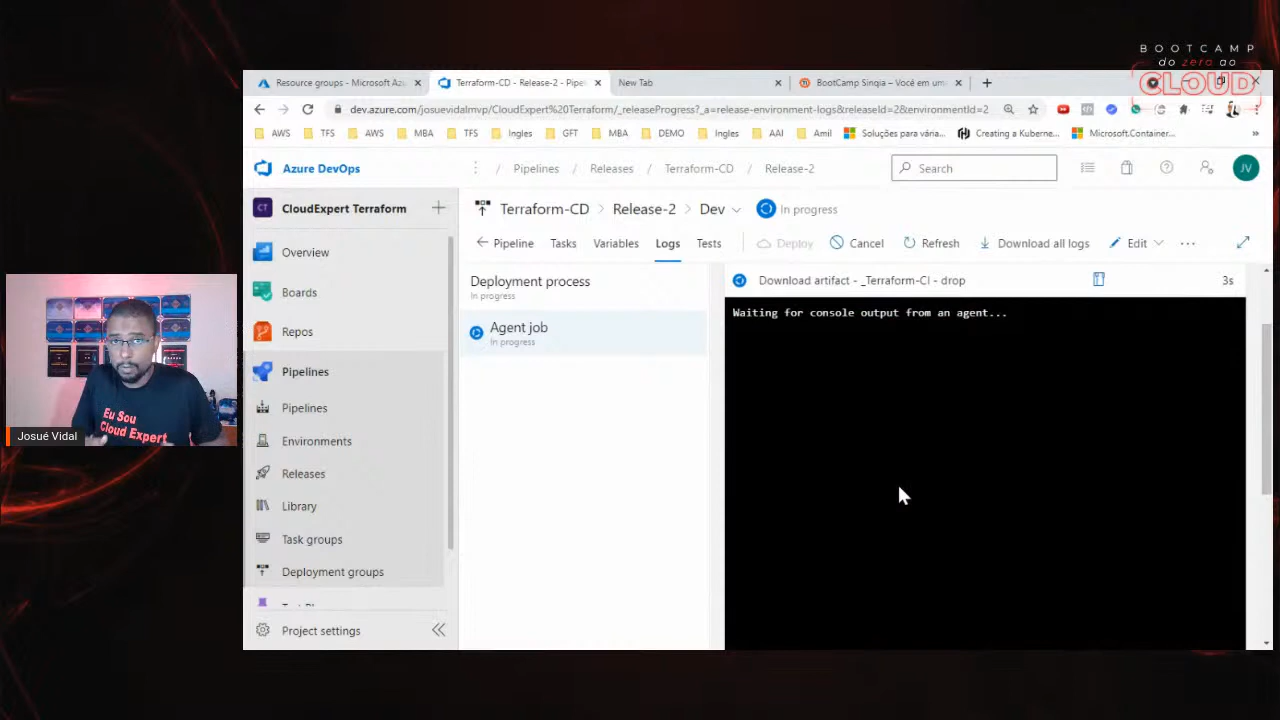 BOOTCAMP
do zero ao
CLOUD
Resource groups - Microsoft Az
Terraform-CD - Release-2 - Pipel
New Tab
BootCamp Sinqia – Você em um
dev.azure.com/josuevidalmvp/CloudExpert%20Terraform/_releaseProgress?_a=release-environment-logs&releaseId=2&environmentId=2
AWS
TFS
AWS
MBA
TFS
Ingles
GFT
MBA
DEMO
Ingles
AAI
Amil
Soluções para vária...
Creating a Kuberne...
Microsoft.Container...
»
Azure DevOps
/ Pipelines / Releases / Terraform-CD / Release-2
Search
JV
CT CloudExpert Terraform
Terraform-CD > Release-2 > Dev
In progress
Overview
Pipeline
Tasks
Variables
Logs
Tests
Deploy
Cancel
Refresh
Download all logs
Edit
Boards
Repos
Pipelines
Pipelines
Environments
Releases
Library
Task groups
Deployment groups
Project settings
Deployment process
In progress
Agent job
In progress
Download artifact - _Terraform-CI - drop
3s
Waiting for console output from an agent...
Eu Sou
Cloud Expert
Josué Vidal